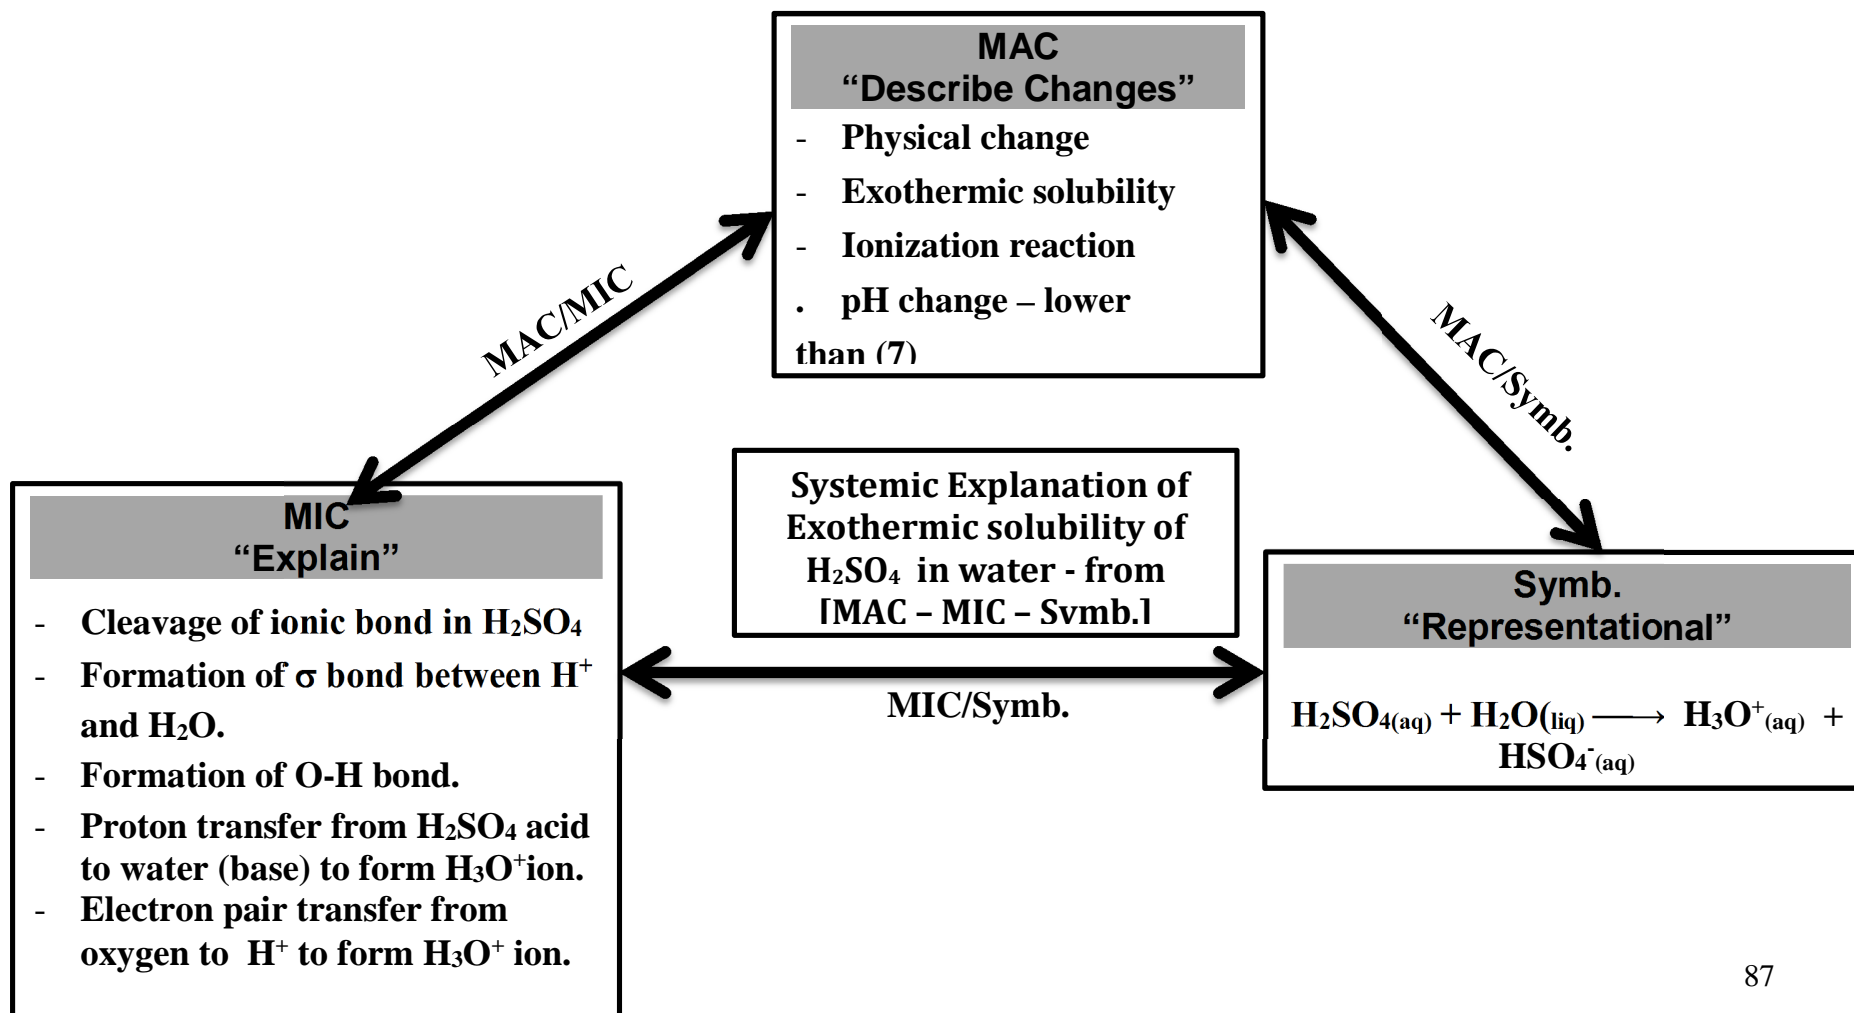 MAC
“Describe Changes”
- Physical change
- Exothermic solubility
- Ionization reaction
. pH change – lower
than (7)
MAC/MIC
MAC/Symb.
Systemic Explanation of
Exothermic solubility of
H₂SO₄ in water - from
[MAC – MIC – Symb.]
MIC
“Explain”
- Cleavage of ionic bond in H₂SO₄
- Formation of σ bond between H⁺
and H₂O.
- Formation of O-H bond.
- Proton transfer from H₂SO₄ acid
to water (base) to form H₃O⁺ion.
- Electron pair transfer from
oxygen to H⁺ to form H₃O⁺ ion.
MIC/Symb.
Symb.
“Representational”
H₂SO₄(aq) + H₂O(liq) ⟶ H₃O⁺(aq) +
HSO₄⁻(aq)
87